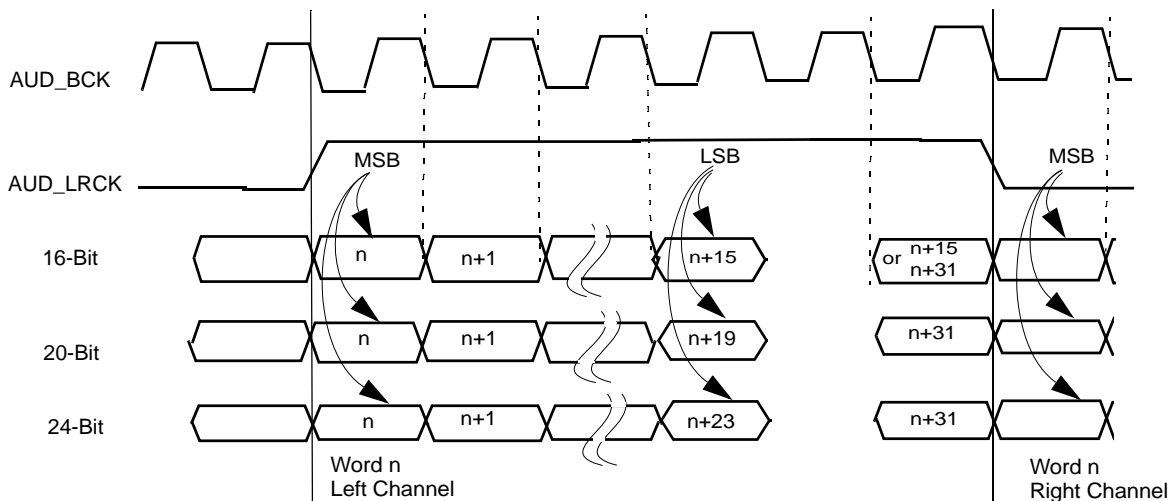 AUD_BCK
MSB
LSB
MSB
AUD_LRCK
16-Bit
n
n+1
n+15
or n+15
n+31
20-Bit
n
n+1
n+19
n+31
24-Bit
n
n+1
n+23
n+31
Word n
Left Channel
Word n
Right Channel